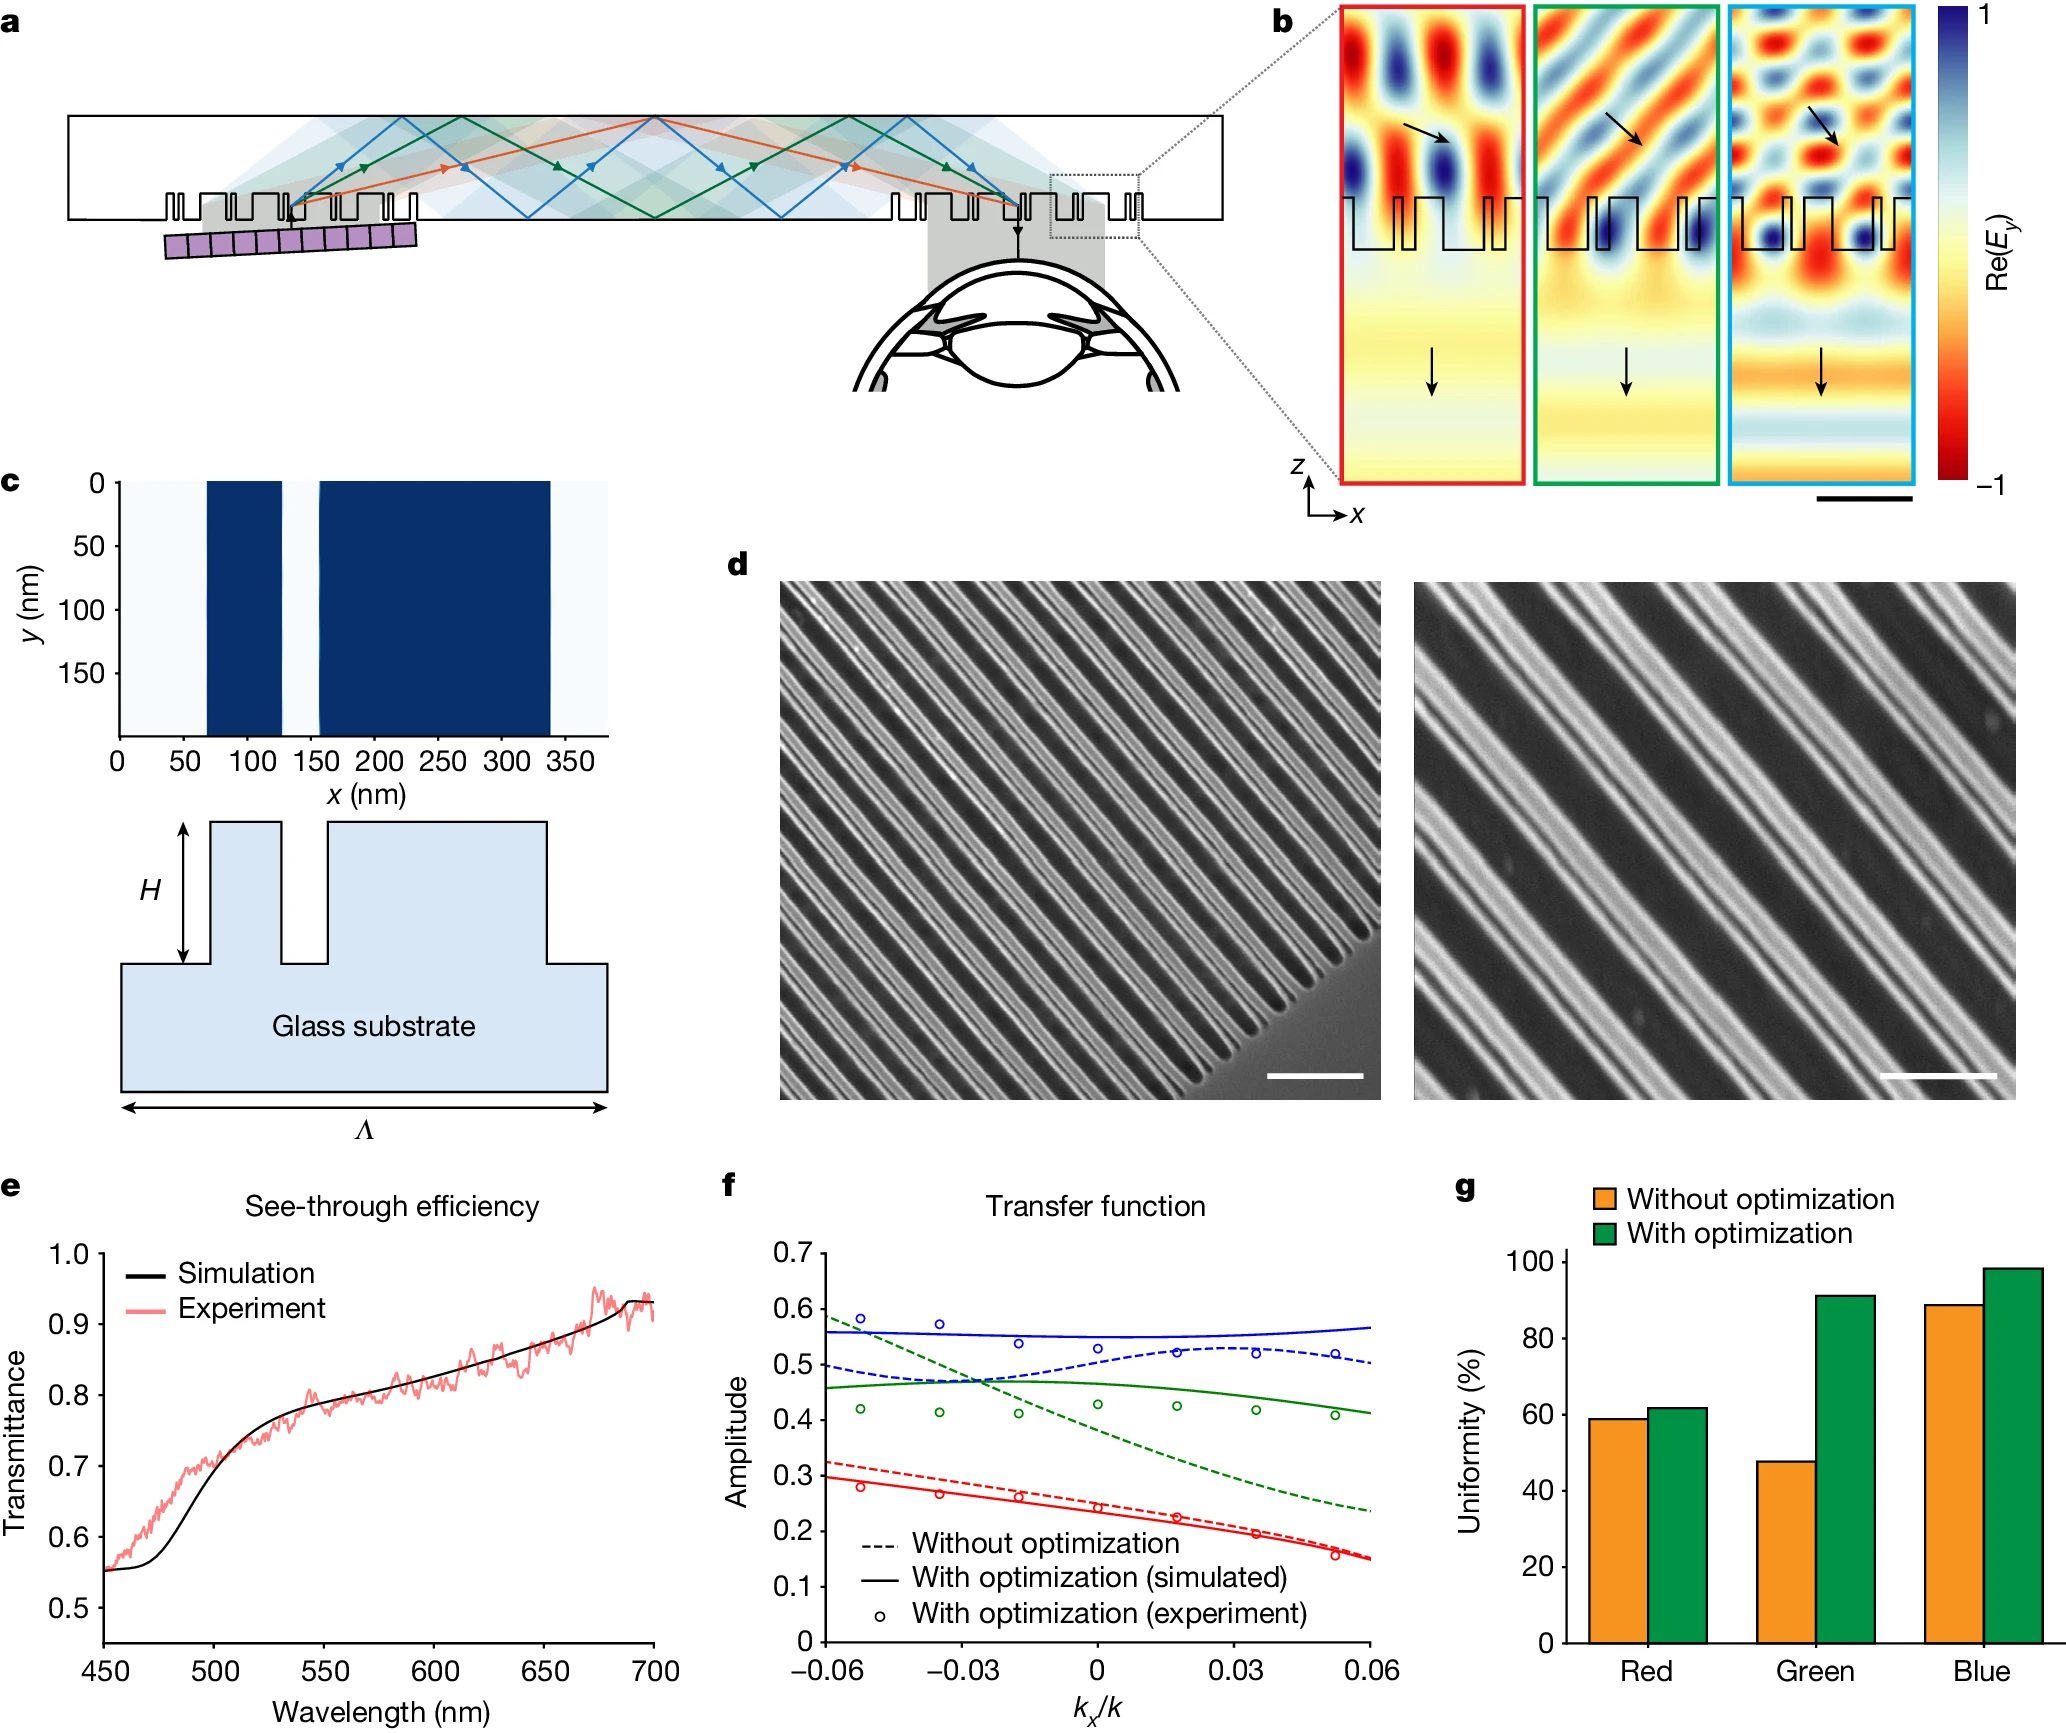 a
b
1
Re(Ey)
−1
z
x
c
0
50
100
150
y (nm)
0 50 100 150 200 250 300 350
x (nm)
H
Glass substrate
Λ
d
e
See-through efficiency
1.0
0.9
0.8
0.7
0.6
0.5
Transmittance
Simulation
Experiment
450 500 550 600 650 700
Wavelength (nm)
f
Transfer function
0.7
0.6
0.5
0.4
0.3
0.2
0.1
0
Amplitude
Without optimization
With optimization (simulated)
With optimization (experiment)
−0.06 −0.03 0 0.03 0.06
kx/k
g
Without optimization
With optimization
100
80
60
40
20
0
Uniformity (%)
Red Green Blue